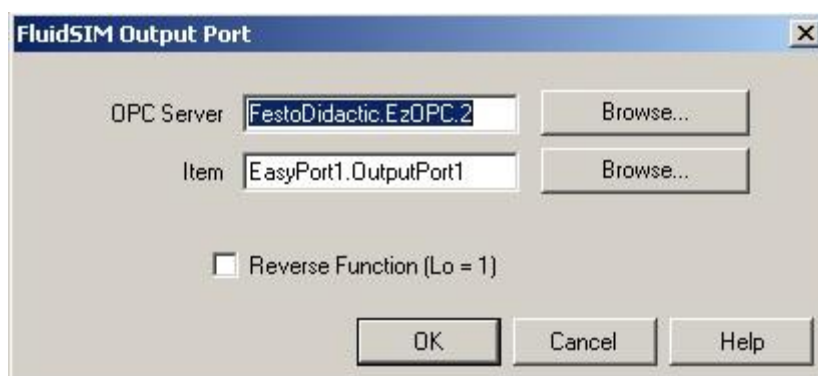 FluidSIM Output Port
OPC Server FestoDidactic.EzOPC.2 Browse...
Item EasyPort1.OutputPort1 Browse...
Reverse Function (Lo = 1)
OK Cancel Help